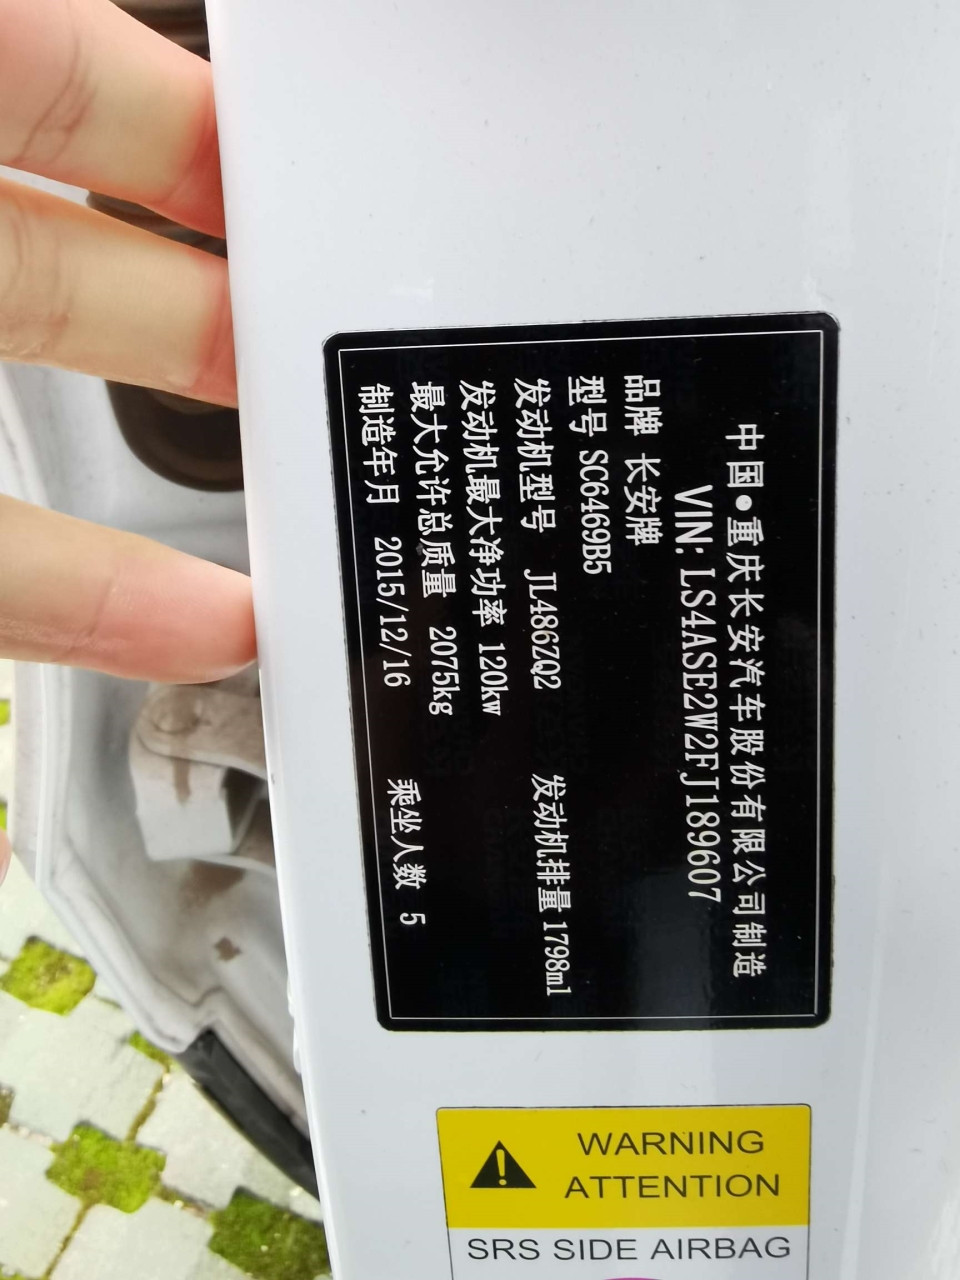 中国•重庆长安汽车股份有限公司制造
VIN: LS4ASE2W2FJ189607
品牌 长安牌
型号 SC6469B5
发动机型号 JL486ZQ2 发动机排量 1798ml
发动机最大净功率 120kw
最大允许总质量 2075kg
制造年月 2015/12/16 乘坐人数 5
WARNING
ATTENTION
SRS SIDE AIRBAG